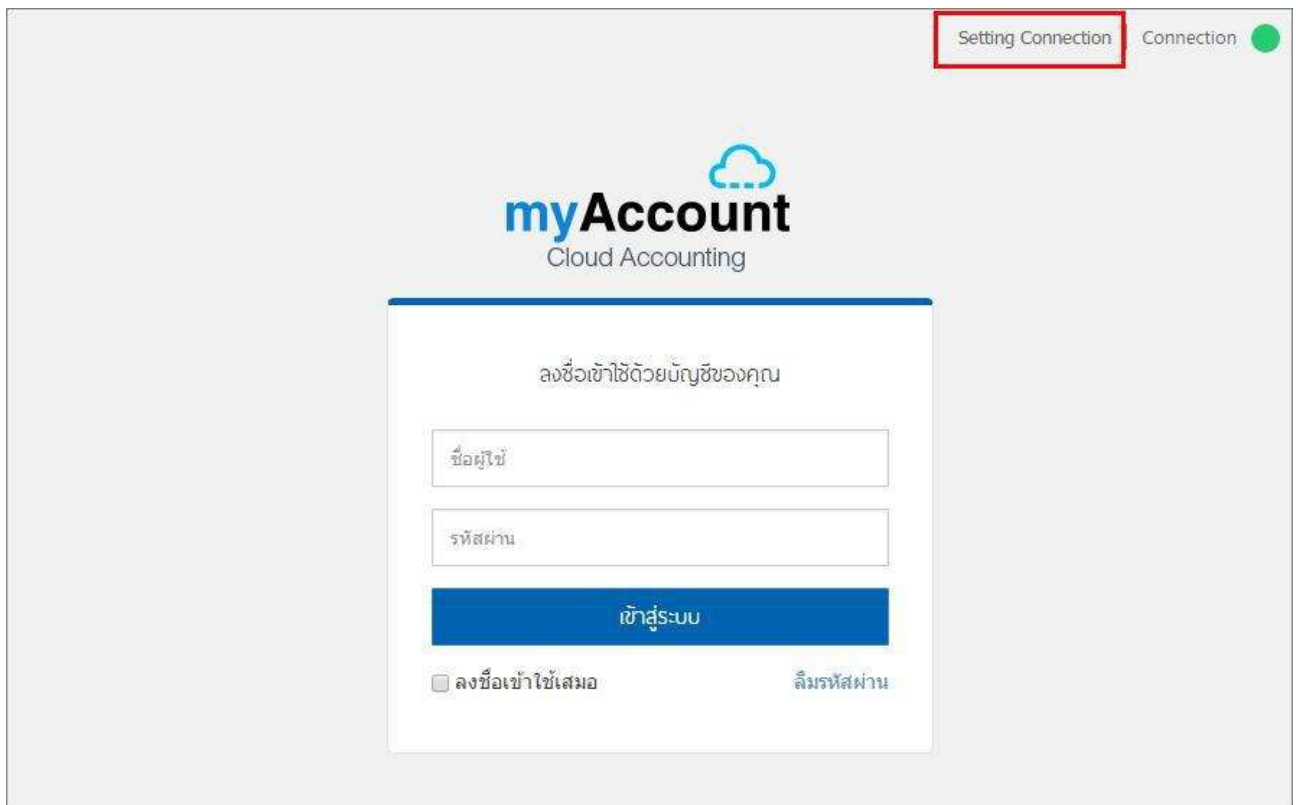 Setting Connection | Connection
myAccount
Cloud Accounting
ลงชื่อเข้าใช้ด้วยบัญชีของคุณ
ชื่อผู้ใช้
รหัสผ่าน
เข้าสู่ระบบ
ลงชื่อเข้าใช้เสมอ ลืมรหัสผ่าน